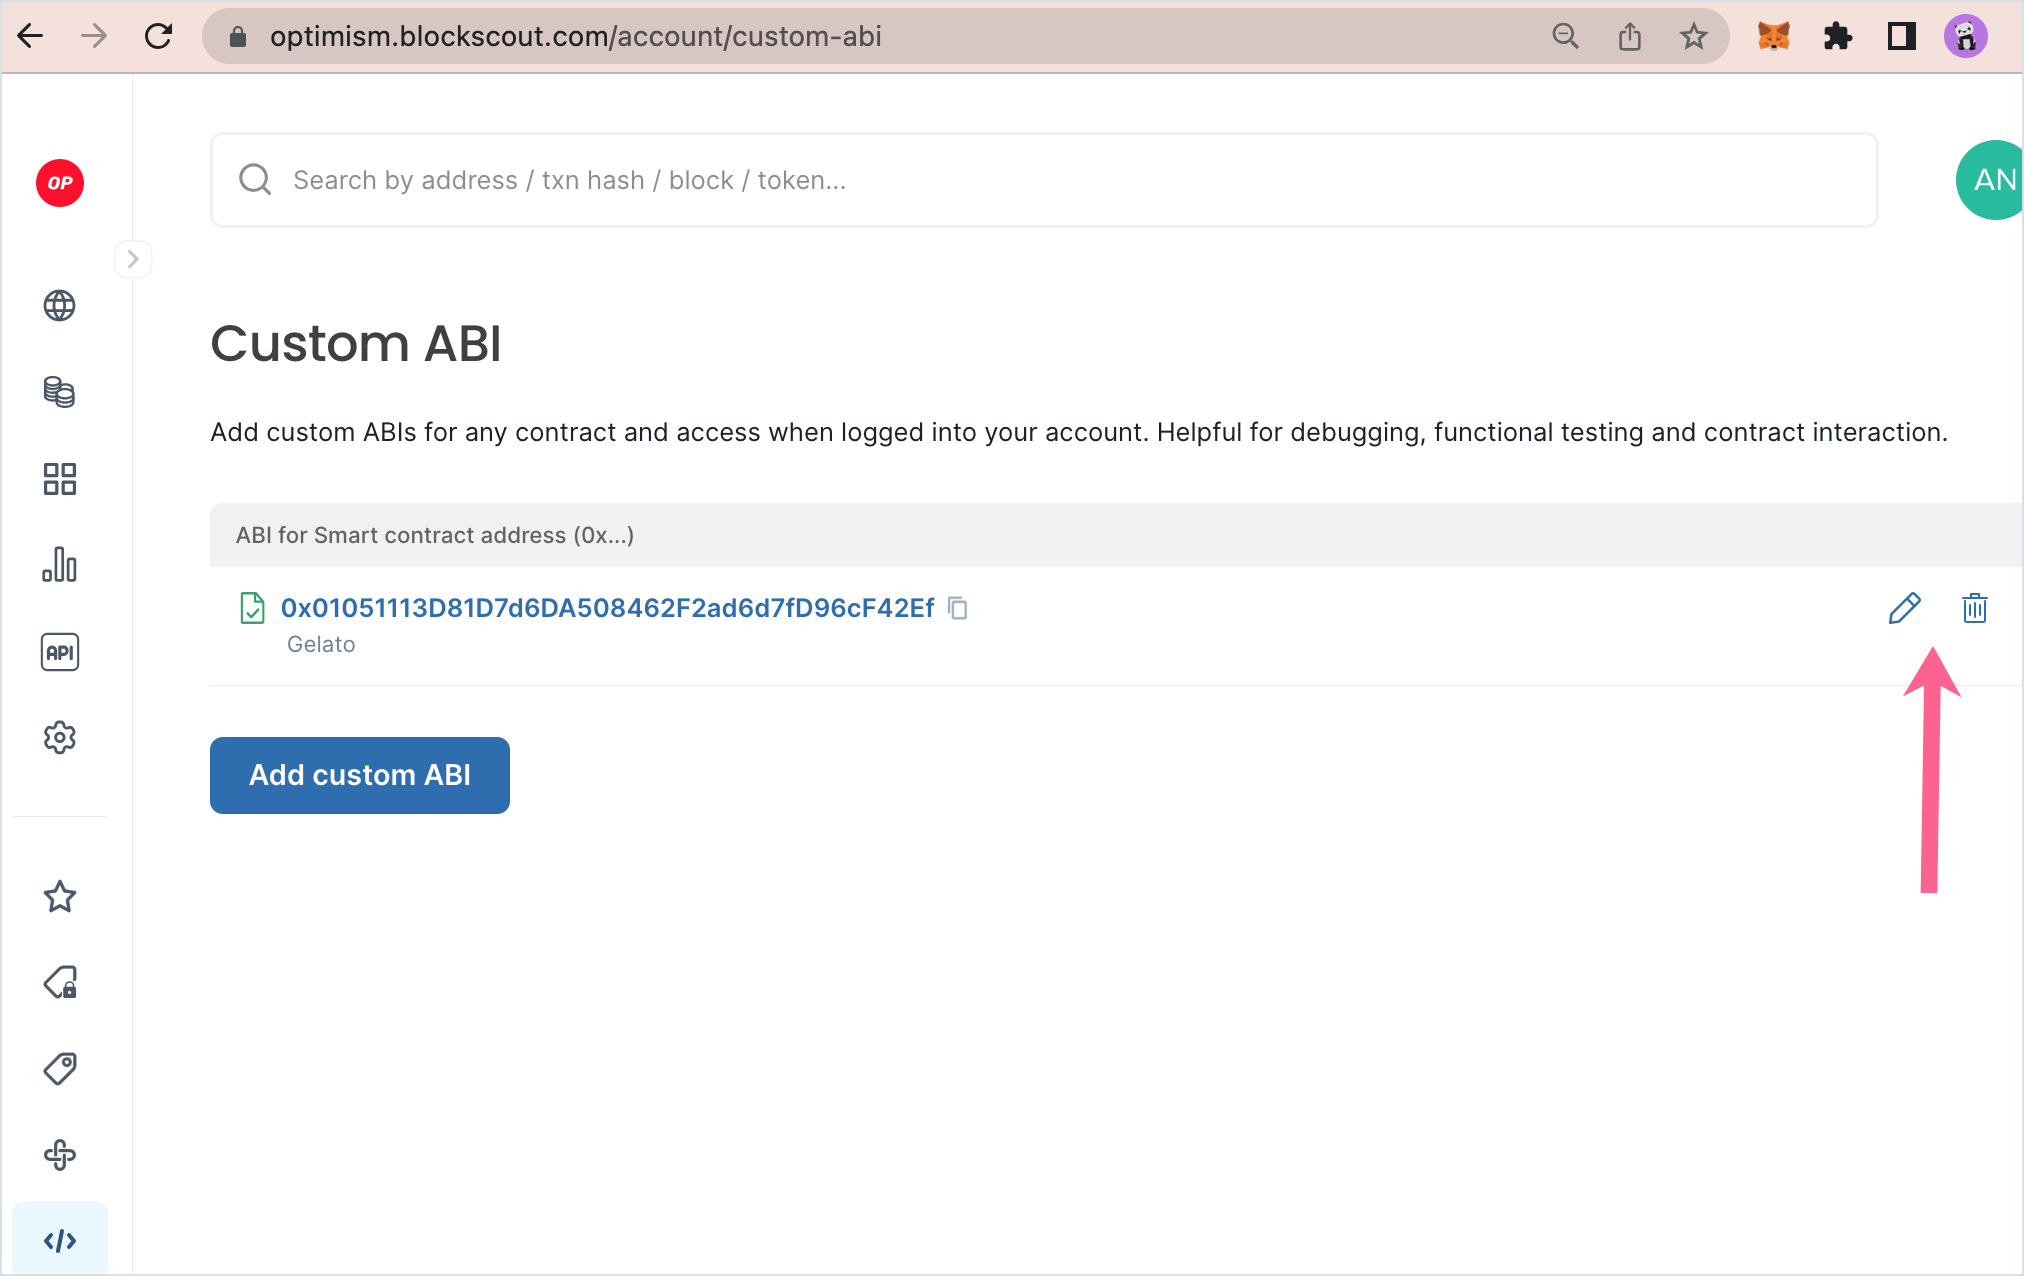 optimism.blockscout.com/account/custom-abi
OP
Search by address / txn hash / block / token...
AN
Custom ABI
Add custom ABIs for any contract and access when logged into your account. Helpful for debugging, functional testing and contract interaction.
ABI for Smart contract address (0x...)
0x01051113D81D7d6DA508462F2ad6d7fD96cF42Ef
Gelato
API
Add custom ABI